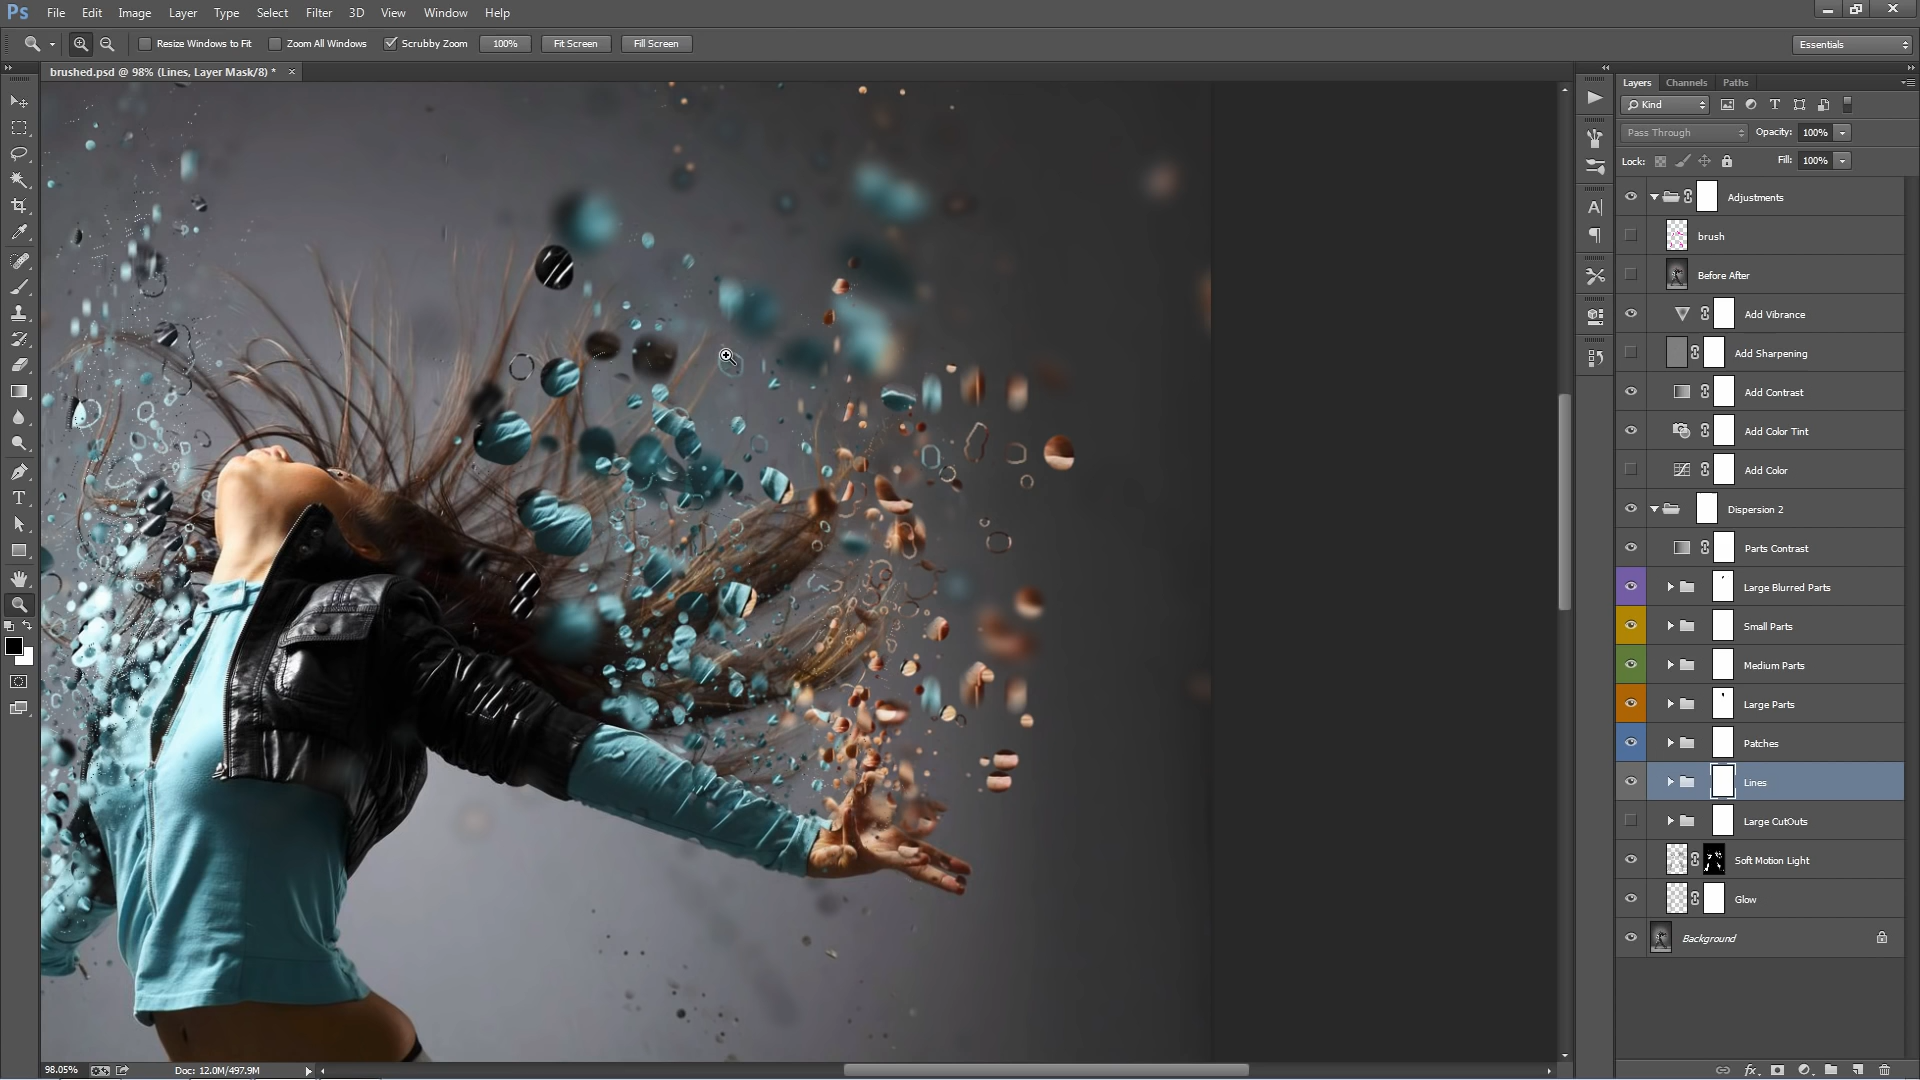 Ps File Edit Image Layer Type Select Filter 3D View Window Help
Resize Windows to Fit Zoom All Windows Scrubby Zoom 100% Fit Screen Fill Screen Essentials
brushed.psd @ 98% (Lines, Layer Mask/8) * ×
Layers Channels Paths
Kind
Pass Through Opacity: 100%
Lock: Fill: 100%
Adjustments
brush
Before After
Add Vibrance
Add Sharpening
Add Contrast
Add Color Tint
Add Color
Dispersion 2
Parts Contrast
Large Blurred Parts
Small Parts
Medium Parts
Large Parts
Patches
Lines
Large CutOuts
Soft Motion Light
Glow
Background
98.05% Doc: 12.0M/497.9M